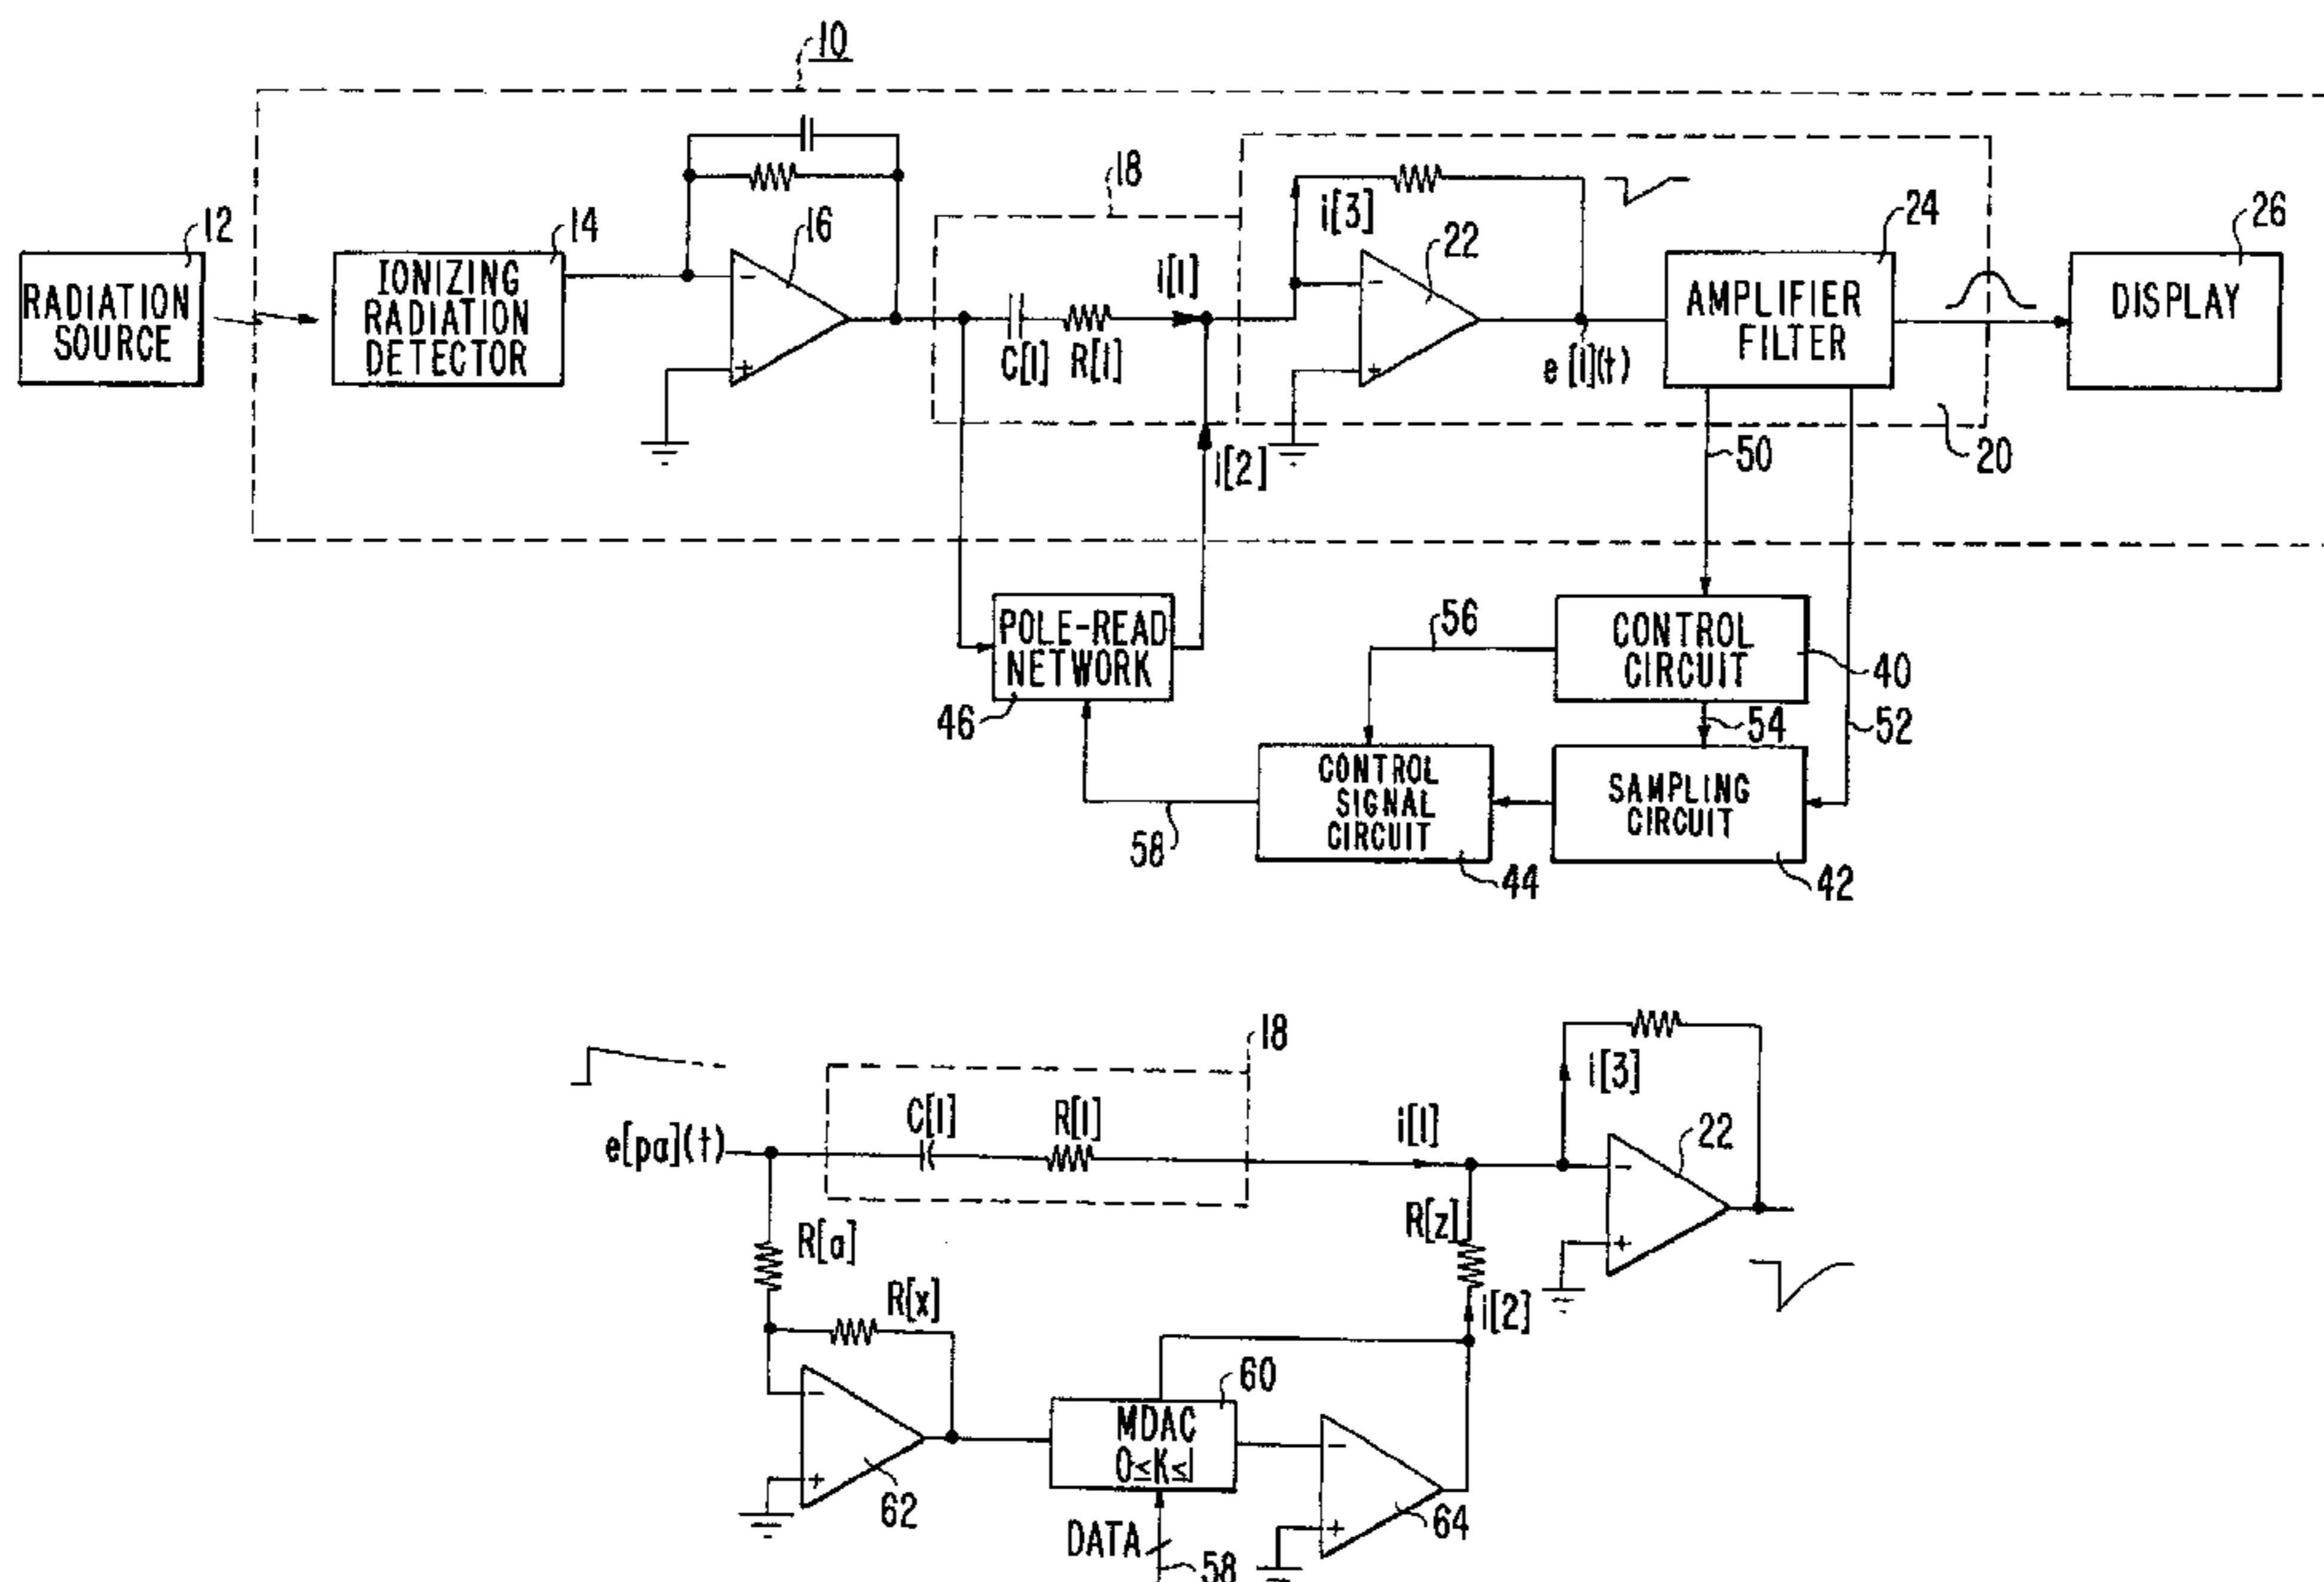 10
18
12
14
16
i[3]
22
24
26
RADIATION
SOURCE
IONIZING
RADIATION
DETECTOR
i[1]
C[1]
R[1]
e[1](t)
AMPLIFIER
FILTER
DISPLAY
i[2]
50
20
POLE-READ
NETWORK
46
56
CONTROL
CIRCUIT
40
54
52
CONTROL
SIGNAL
CIRCUIT
SAMPLING
CIRCUIT
58
44
42
18
e[pa](t)
C[1]
R[1]
i[1]
i[3]
22
R[a]
R[z]
R[x]
i[2]
60
MDAC
0≤K≤1
62
64
DATA
58